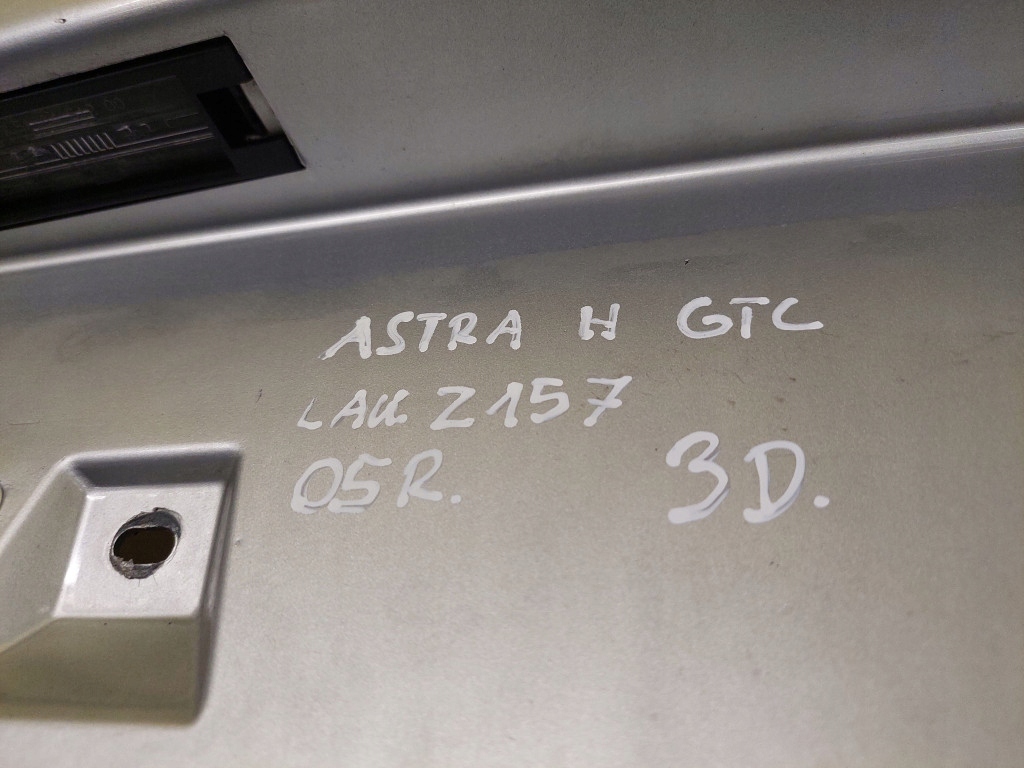 ASTRA H GTC
LAK. Z157
05R. 3D.